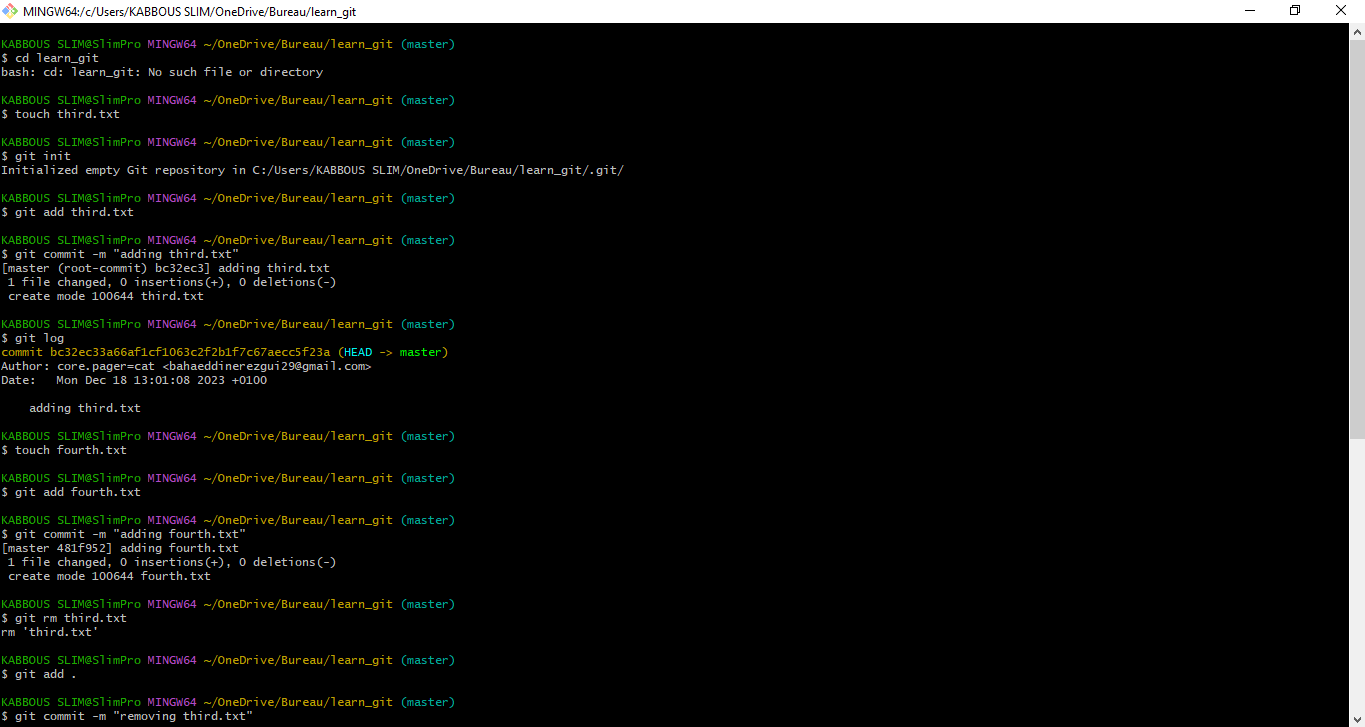 MINGW64:/c/Users/KABBOUS SLIM/OneDrive/Bureau/learn_git
KABBOUS SLIM@SlimPro MINGW64 ~/OneDrive/Bureau/learn_git (master)
$ cd learn_git
bash: cd: learn_git: No such file or directory
KABBOUS SLIM@SlimPro MINGW64 ~/OneDrive/Bureau/learn_git (master)
$ touch third.txt
KABBOUS SLIM@SlimPro MINGW64 ~/OneDrive/Bureau/learn_git (master)
$ git init
Initialized empty Git repository in C:/Users/KABBOUS SLIM/OneDrive/Bureau/learn_git/.git/
KABBOUS SLIM@SlimPro MINGW64 ~/OneDrive/Bureau/learn_git (master)
$ git add third.txt
KABBOUS SLIM@SlimPro MINGW64 ~/OneDrive/Bureau/learn_git (master)
$ git commit -m "adding third.txt"
[master (root-commit) bc32ec3] adding third.txt
 1 file changed, 0 insertions(+), 0 deletions(-)
 create mode 100644 third.txt
KABBOUS SLIM@SlimPro MINGW64 ~/OneDrive/Bureau/learn_git (master)
$ git log
commit bc32ec33a66af1cf1063c2f2b1f7c67aecc5f23a (HEAD -> master)
Author: core.pager=cat <bahaeddinerezgui29@gmail.com>
Date:   Mon Dec 18 13:01:08 2023 +0100
    adding third.txt
KABBOUS SLIM@SlimPro MINGW64 ~/OneDrive/Bureau/learn_git (master)
$ touch fourth.txt
KABBOUS SLIM@SlimPro MINGW64 ~/OneDrive/Bureau/learn_git (master)
$ git add fourth.txt
KABBOUS SLIM@SlimPro MINGW64 ~/OneDrive/Bureau/learn_git (master)
$ git commit -m "adding fourth.txt"
[master 481f952] adding fourth.txt
 1 file changed, 0 insertions(+), 0 deletions(-)
 create mode 100644 fourth.txt
KABBOUS SLIM@SlimPro MINGW64 ~/OneDrive/Bureau/learn_git (master)
$ git rm third.txt
rm 'third.txt'
KABBOUS SLIM@SlimPro MINGW64 ~/OneDrive/Bureau/learn_git (master)
$ git add .
KABBOUS SLIM@SlimPro MINGW64 ~/OneDrive/Bureau/learn_git (master)
$ git commit -m "removing third.txt"